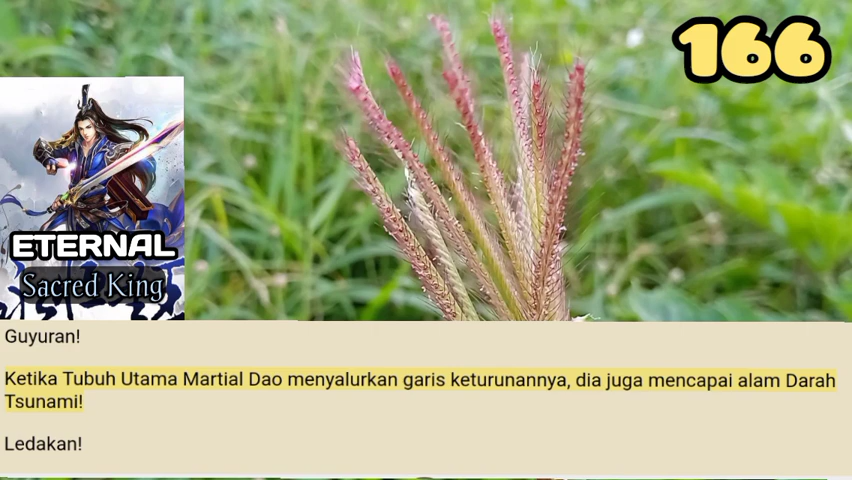 166
ETERNAL
Sacred King
Guyuran!
Ketika Tubuh Utama Martial Dao menyalurkan garis keturunannya, dia juga mencapai alam Darah
Tsunami!
Ledakan!